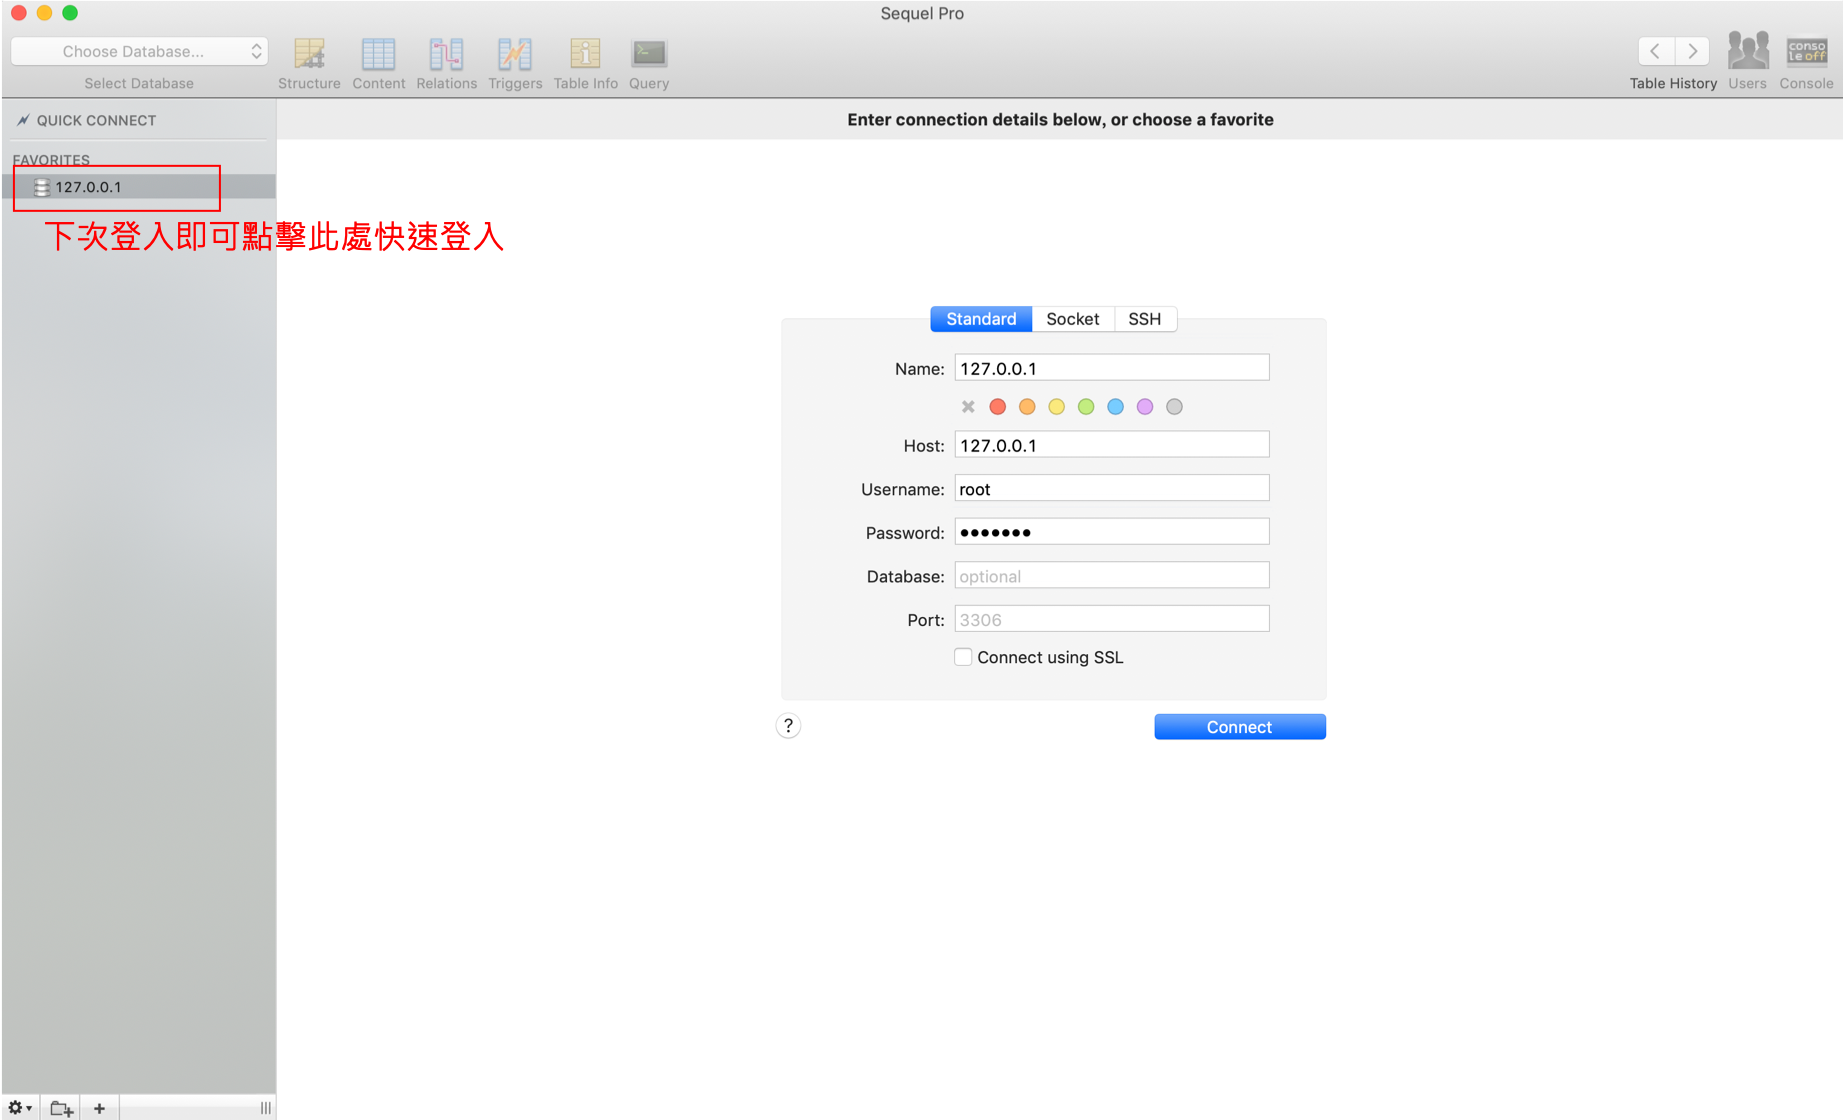 Sequel Pro
Choose Database...
Select Database
Structure
Content
Relations
Triggers
Table Info
Query
Table History
Users
conso
le off
Console
QUICK CONNECT
Enter connection details below, or choose a favorite
FAVORITES
127.0.0.1
下次登入即可點擊此處快速登入
Standard
Socket
SSH
Name: 127.0.0.1
Host: 127.0.0.1
Username: root
Password: •••••••
Database: optional
Port: 3306
Connect using SSL
?
Connect